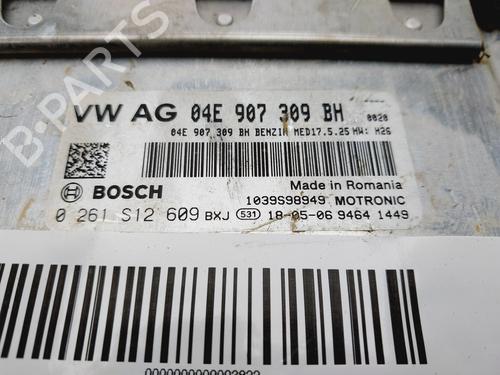 VW AG 04E 907 309 BH
0020
04E 907 309 BH BENZIN MED17.5.25 HW: H26
BOSCH
Made in Romania
1039S98949 MOTRONIC
0 261 S12 609 BXJ 531 18-05-06 9464 1449
B-PARTS